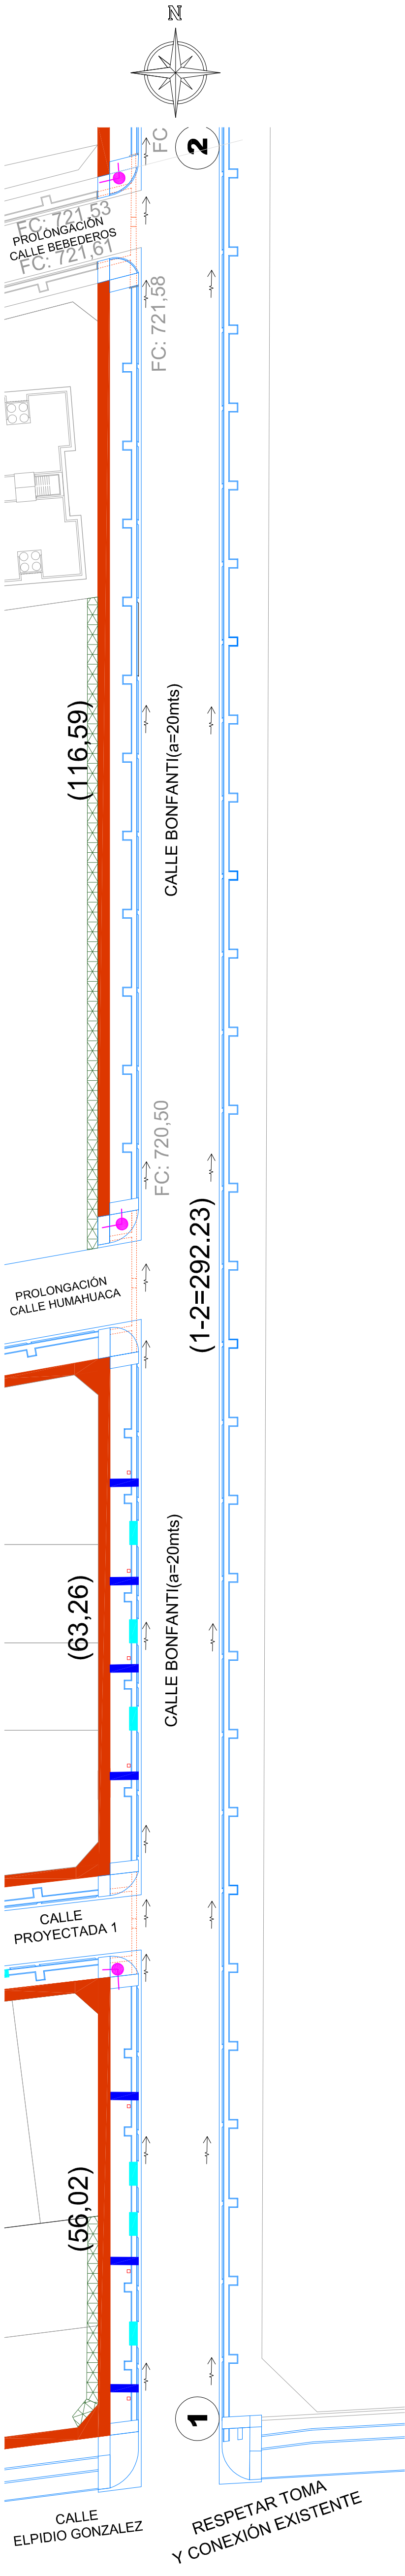 N
FC
2
FC: 721,53
PROLONGACIÓN
CALLE BEBEDEROS
FC: 721,61
FC: 721,58
(116,59)
CALLE BONFANTI(a=20mts)
FC: 720,50
(1-2=292.23)
PROLONGACIÓN
CALLE HUMAHUACA
(63,26)
CALLE BONFANTI(a=20mts)
CALLE
PROYECTADA 1
(56,02)
1
CALLE
ELPIDIO GONZALEZ
RESPETAR TOMA
Y CONEXIÓN EXISTENTE